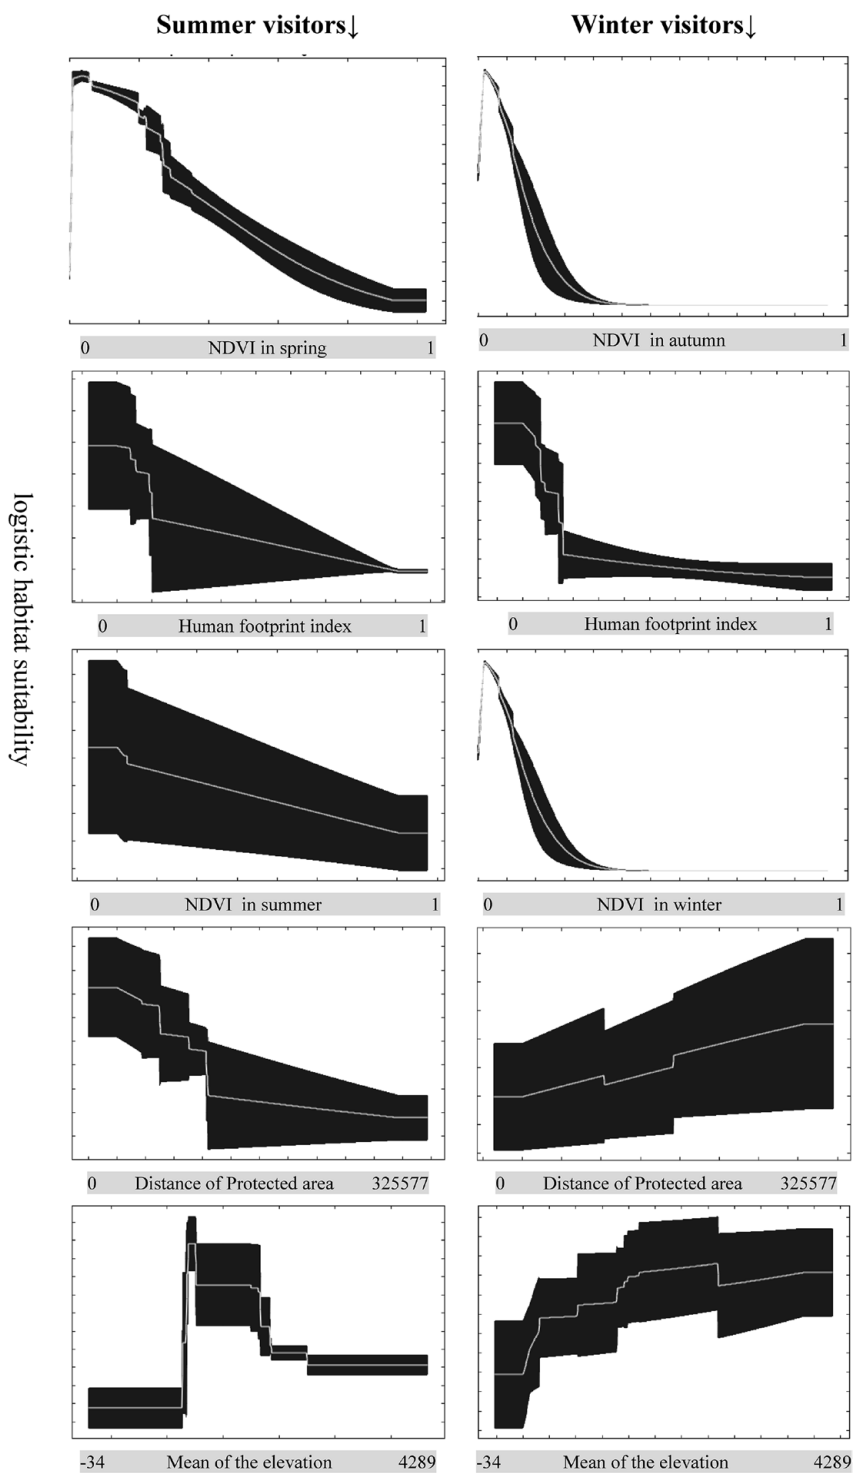 Summer visitors↓
Winter visitors↓
0 NDVI in spring 1
0 NDVI in autumn 1
logistic habitat suitability
0 Human footprint index 1
0 Human footprint index 1
0 NDVI in summer 1
0 NDVI in winter 1
0 Distance of Protected area 325577
0 Distance of Protected area 325577
-34 Mean of the elevation 4289
-34 Mean of the elevation 4289